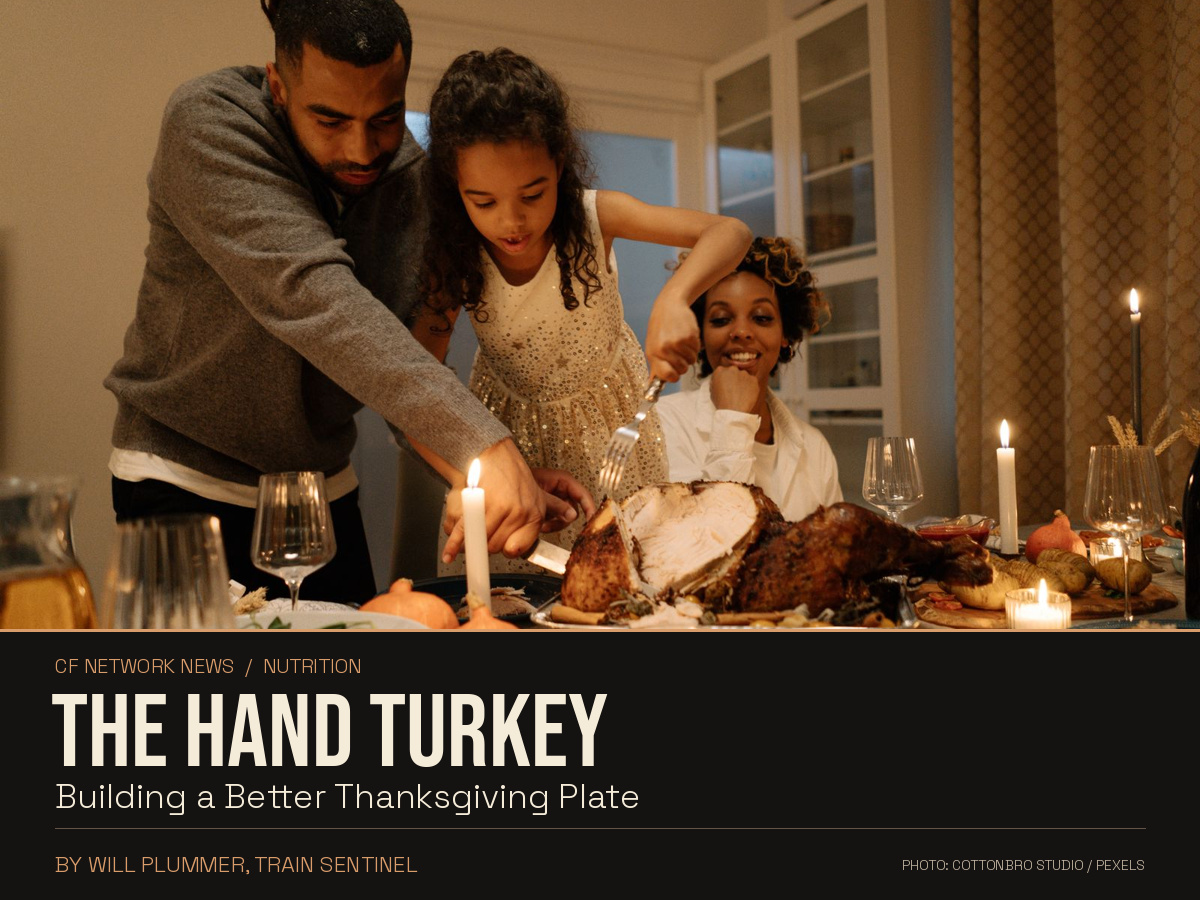 CF NETWORK NEWS / NUTRITION
THE HAND TURKEY
Building a Better Thanksgiving Plate
BY WILL PLUMMER, TRAIN SENTINEL
PHOTO: COTTONBRO STUDIO / PEXELS